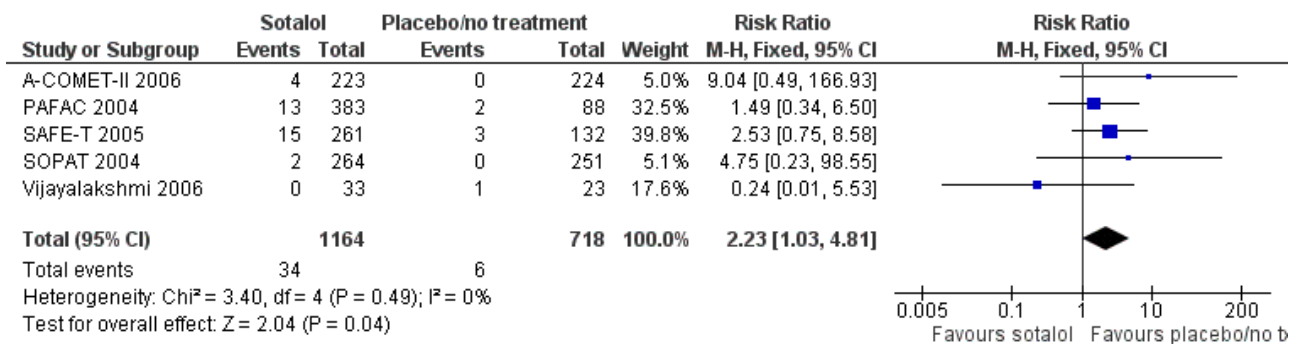 Sotalol Placebo/no treatment Risk Ratio Risk Ratio
Study or Subgroup Events Total Events Total Weight M-H, Fixed, 95% CI M-H, Fixed, 95% CI
A-COMET-II 2006 4 223 0 224 5.0% 9.04 [0.49, 166.93]
PAFAC 2004 13 383 2 88 32.5% 1.49 [0.34, 6.50]
SAFE-T 2005 15 261 3 132 39.8% 2.53 [0.75, 8.58]
SOPAT 2004 2 264 0 251 5.1% 4.75 [0.23, 98.55]
Vijayalakshmi 2006 0 33 1 23 17.6% 0.24 [0.01, 5.53]
Total (95% CI) 1164 718 100.0% 2.23 [1.03, 4.81]
Total events 34 6
Heterogeneity: Chi² = 3.40, df = 4 (P = 0.49); I² = 0%
Test for overall effect: Z = 2.04 (P = 0.04)
0.005 0.1 1 10 200
Favours sotalol Favours placebo/no